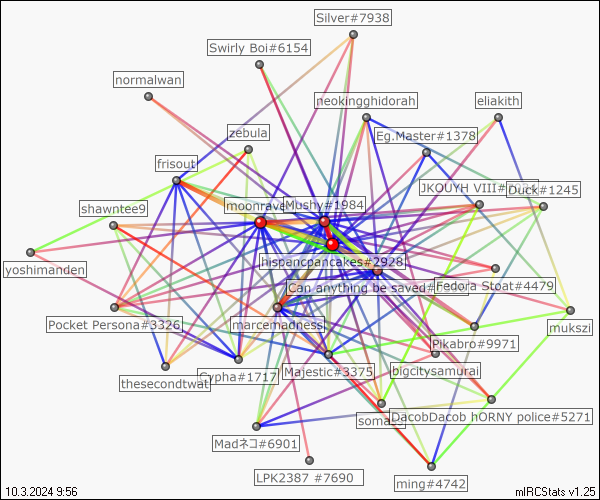 Silver#7938
Swirly Boi#6154
normalwan
neokingghidorah
eliakith
zebula
Eg.Master#1378
frisout
JKOUYH VIII#
Duck#1245
shawntee9
moonrave
Mushy#1984
yoshimanden
hispancpancakes#2928
Can anything be saved#
Fedora Stoat#4479
Pocket Persona#3326
marcemadness
mukszi
Pikabro#9971
thesecondtwat
Cypha#1717
Majestic#3375
bigcitysamurai
somas
DacobDacob hORNY police#5271
Madネコ#6901
LPK2387 #7690
ming#4742
10.3.2024 9:56
mIRCStats v1.25